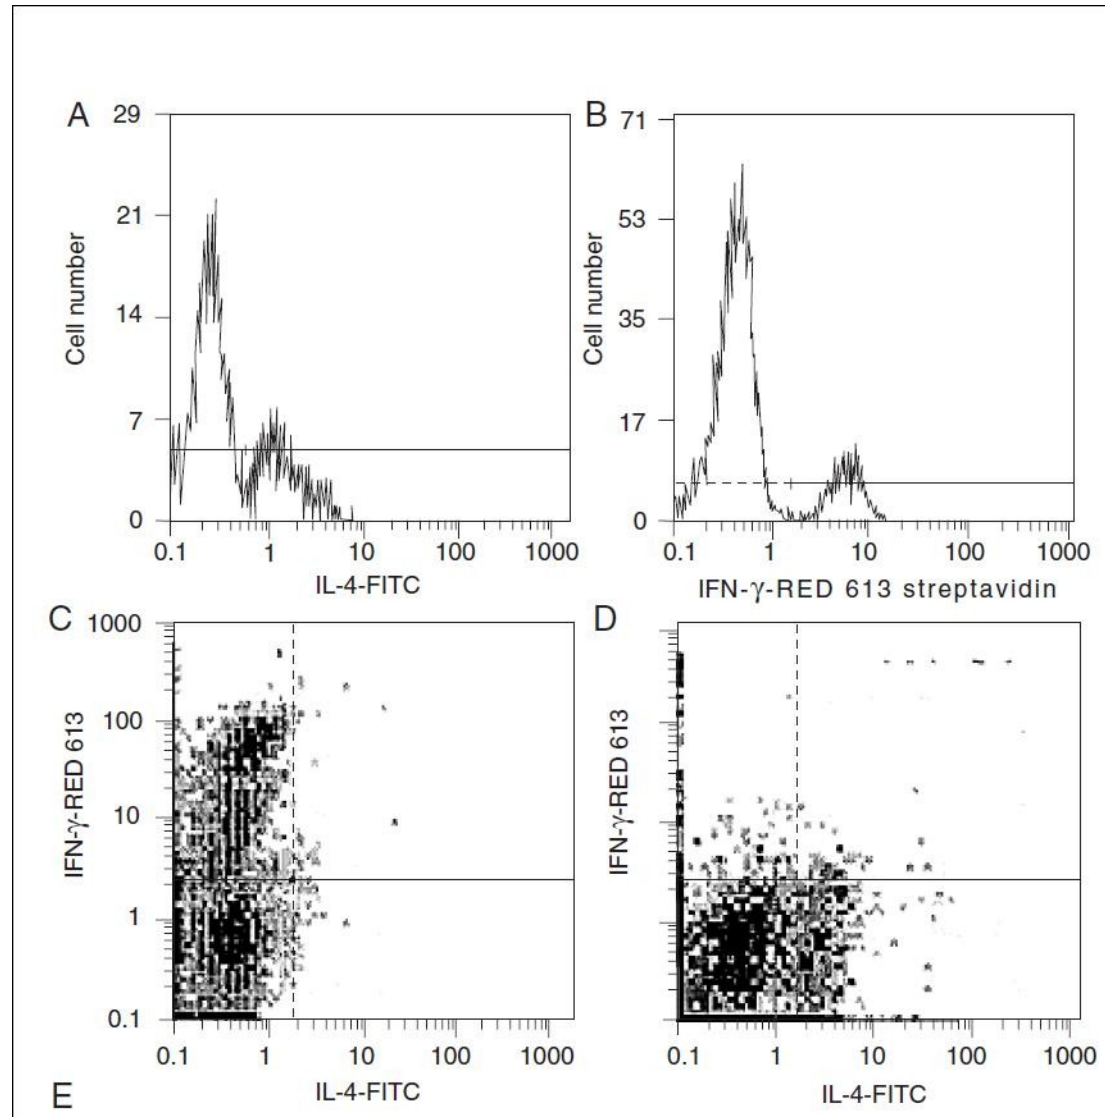 A
29
21
14
7
0
Cell number
0.1 1 10 100 1000
IL-4-FITC
B
71
53
35
17
0
Cell number
0.1 1 10 100 1000
IFN-γ-RED 613 streptavidin
C
1000
100
10
1
0.1
IFN-γ-RED 613
0.1 1 10 100 1000
IL-4-FITC
D
IFN-γ-RED 613
0.1 1 10 100 1000
IL-4-FITC
E